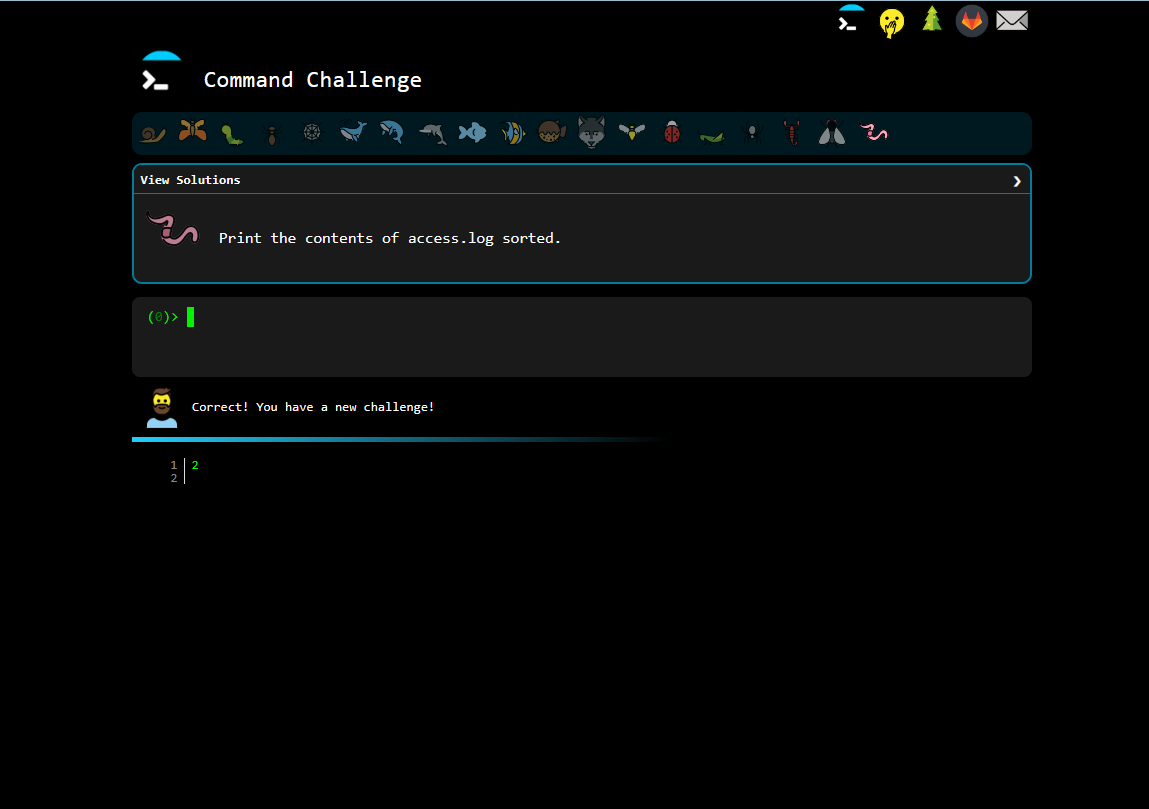 Command Challenge
View Solutions
Print the contents of access.log sorted.
(0)>
Correct! You have a new challenge!
1 2
2